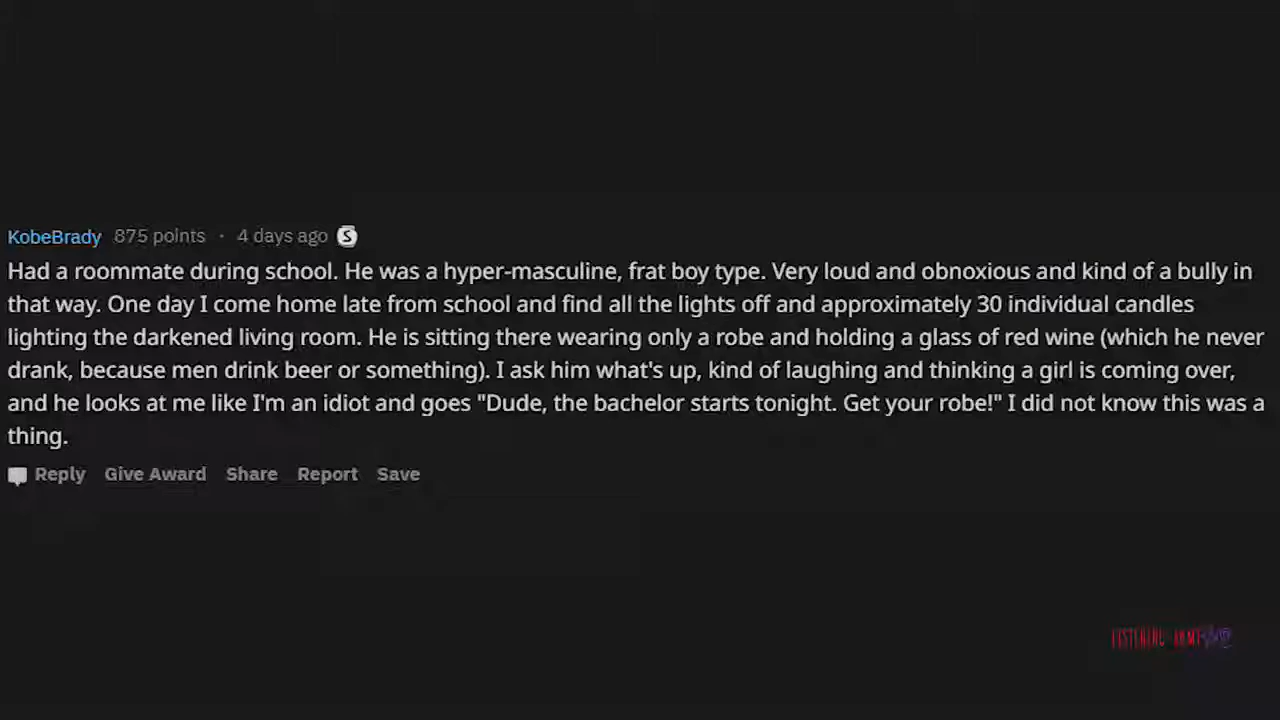 KobeBrady 875 points · 4 days ago S
Had a roommate during school. He was a hyper-masculine, frat boy type. Very loud and obnoxious and kind of a bully in
that way. One day I come home late from school and find all the lights off and approximately 30 individual candles
lighting the darkened living room. He is sitting there wearing only a robe and holding a glass of red wine (which he never
drank, because men drink beer or something). I ask him what's up, kind of laughing and thinking a girl is coming over,
and he looks at me like I'm an idiot and goes "Dude, the bachelor starts tonight. Get your robe!" I did not know this was a
thing.
Reply Give Award Share Report Save